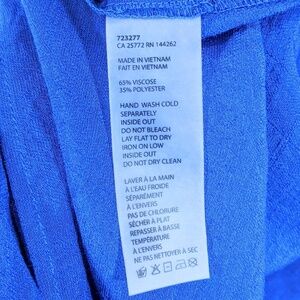 723277
CA 25772 RN 144262
MADE IN VIETNAM
FAIT EN VIETNAM
65% VISCOSE
35% POLYESTER
HAND WASH COLD
SEPARATELY
INSIDE OUT
DO NOT BLEACH
LAY FLAT TO DRY
IRON ON LOW
INSIDE OUT
DO NOT DRY CLEAN
LAVER À LA MAIN
À L'EAU FROIDE
SÉPARÉMENT
À L'ENVERS
PAS DE CHLORURE
SÉCHER À PLAT
REPASSER À BASSE
TEMPÉRATURE
À L'ENVERS
NE PAS NETTOYER À SEC